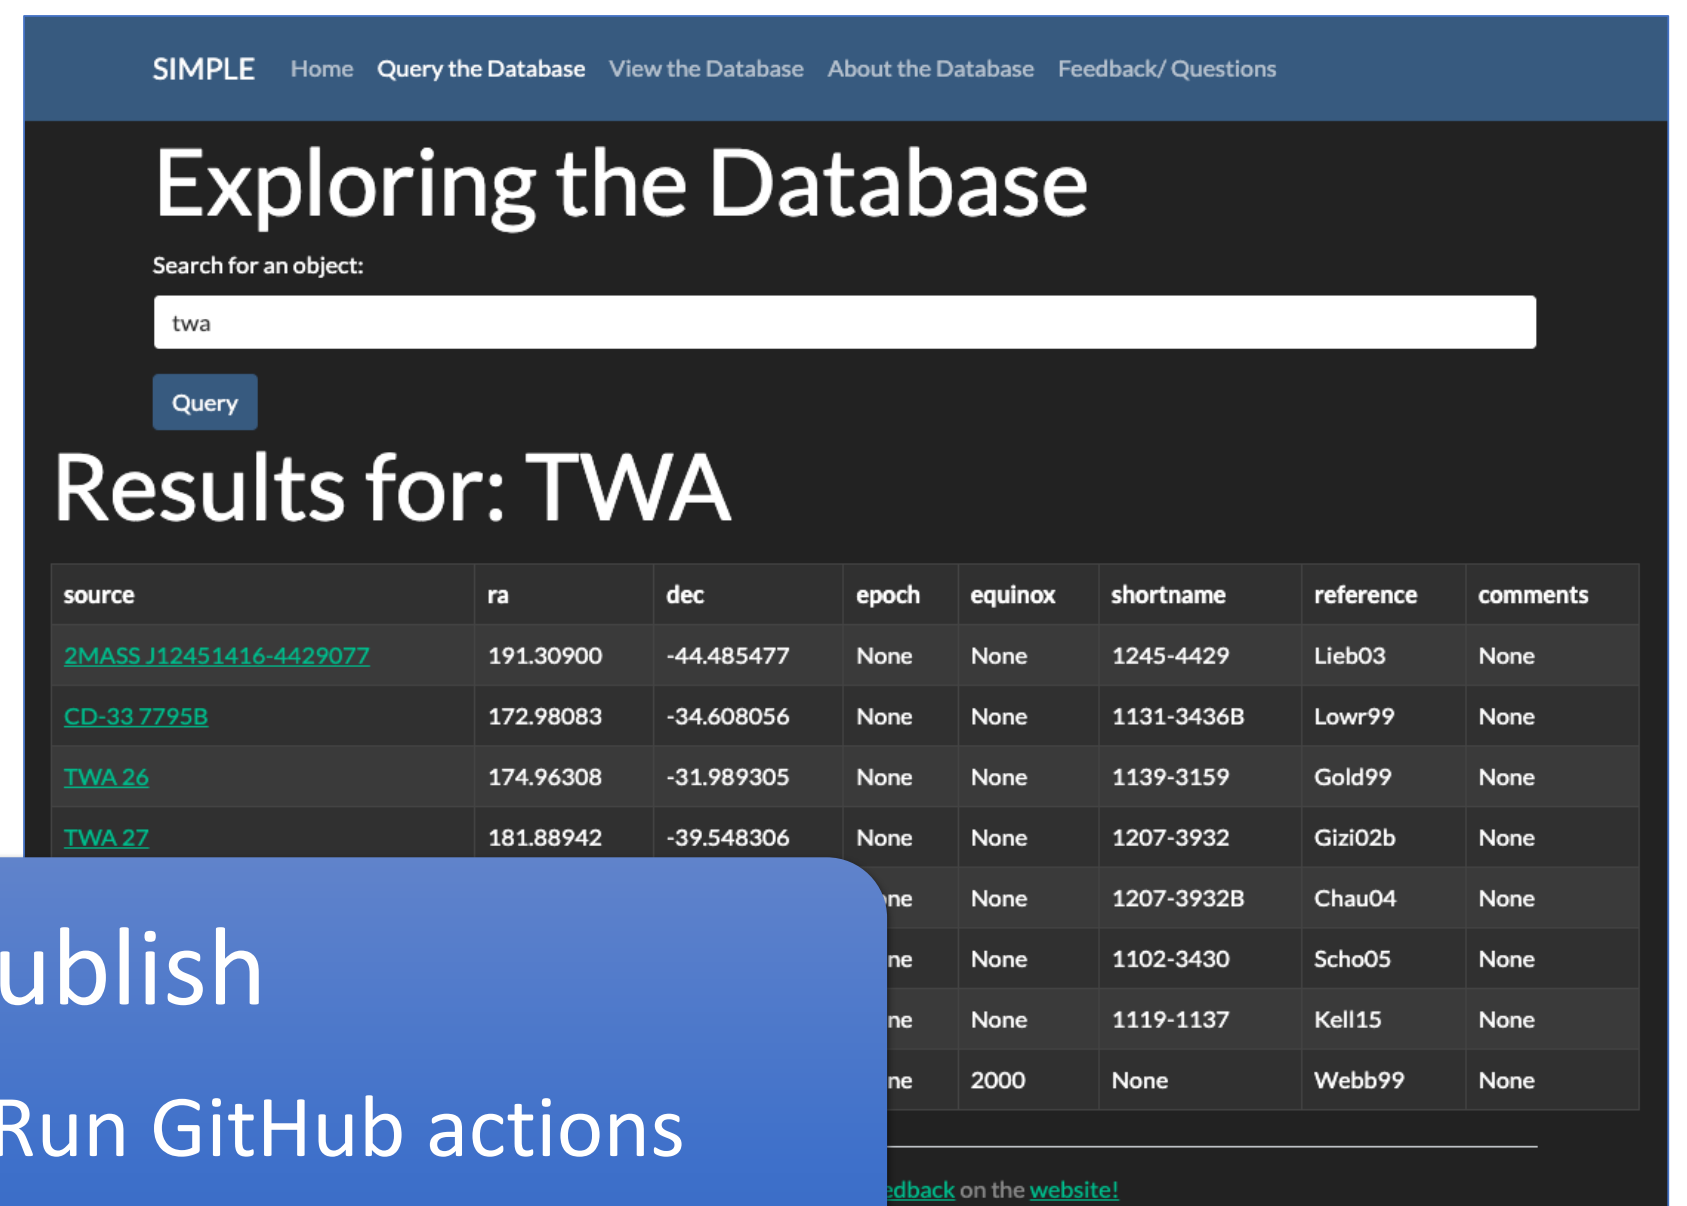 SIMPLE Home Query the Database View the Database About the Database Feedback/ Questions
Exploring the Database
Search for an object:
twa
Query
Results for: TWA
source ra dec epoch equinox shortname reference comments
2MASS J12451416-4429077 191.30900 -44.485477 None None 1245-4429 Lieb03 None
CD-33 7795B 172.98083 -34.608056 None None 1131-3436B Lowr99 None
TWA 26 174.96308 -31.989305 None None 1139-3159 Gold99 None
TWA 27 181.88942 -39.548306 None None 1207-3932 Gizi02b None
ne None 1207-3932B Chau04 None
ne None 1102-3430 Scho05 None
ne None 1119-1137 Kell15 None
ne 2000 None Webb99 None
ublish
Run GitHub actions
edback on the website!